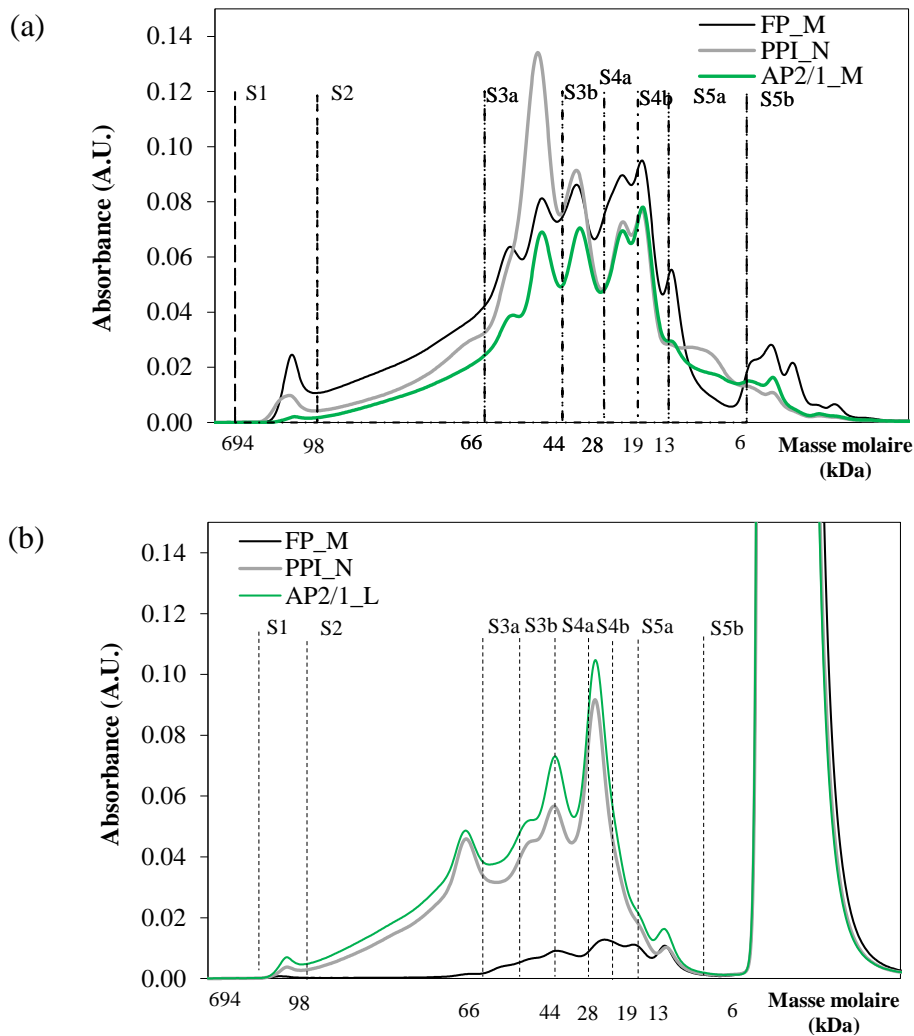 (a)
FP_M
PPI_N
AP2/1_M
S1 S2 S3a S3b S4a S4b S5a S5b
Absorbance (A.U.)
0.14
0.12
0.10
0.08
0.06
0.04
0.02
0.00
694 98 66 44 28 19 13 6 Masse molaire
(kDa)
(b)
FP_M
PPI_N
AP2/1_L
S1 S2 S3a S3b S4a S4b S5a S5b
Absorbance (A.U.)
0.14
0.12
0.10
0.08
0.06
0.04
0.02
0.00
694 98 66 44 28 19 13 6 Masse molaire
(kDa)